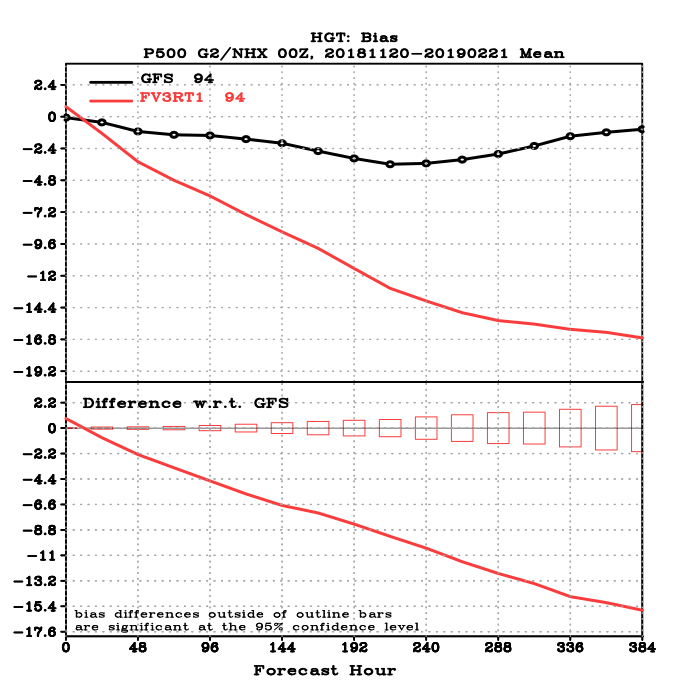 HGT: Bias
P500 G2/NHX 00Z, 20181120-20190221 Mean
GFS 94
FV3RT1 94
2.4
0
-2.4
-4.8
-7.2
-9.6
-12
-14.4
-16.8
-19.2
Difference w.r.t. GFS
2.2
0
-2.2
-4.4
-6.6
-8.8
-11
-13.2
-15.4
-17.6
bias differences outside of outline bars
are significant at the 95% confidence level
0 48 96 144 192 240 288 336 384
Forecast Hour